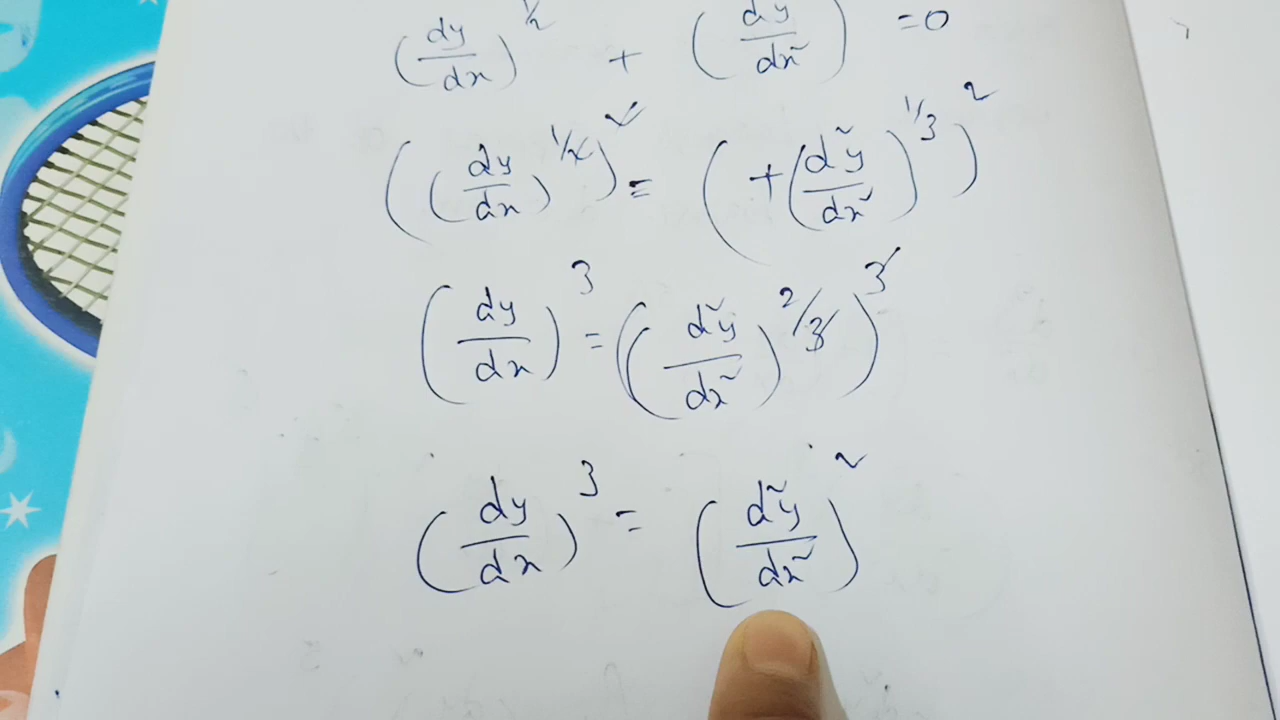 (dy/dx)^1/2 + (dy/dx²) =0
((dy/dx)^1/2)^2 = (+(d²y/dx²)^1/3)^2
(dy/dx)^3 = ((d²y/dx²)^2/3)^3
(dy/dx)^3 = (d²y/dx²)^2